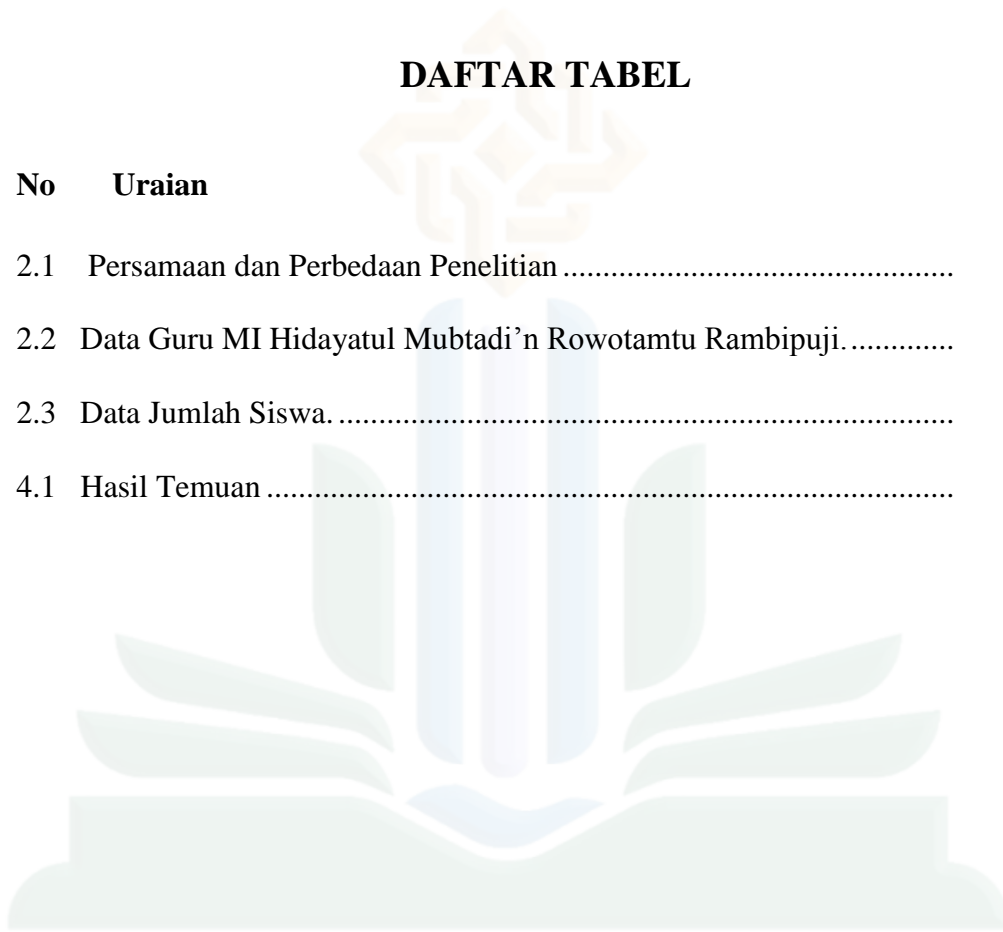 DAFTAR TABEL
No Uraian
2.1 Persamaan dan Perbedaan Penelitian ................................................
2.2 Data Guru MI Hidayatul Mubtadi’n Rowotamtu Rambipuji. .............
2.3 Data Jumlah Siswa. ............................................................................
4.1 Hasil Temuan .....................................................................................